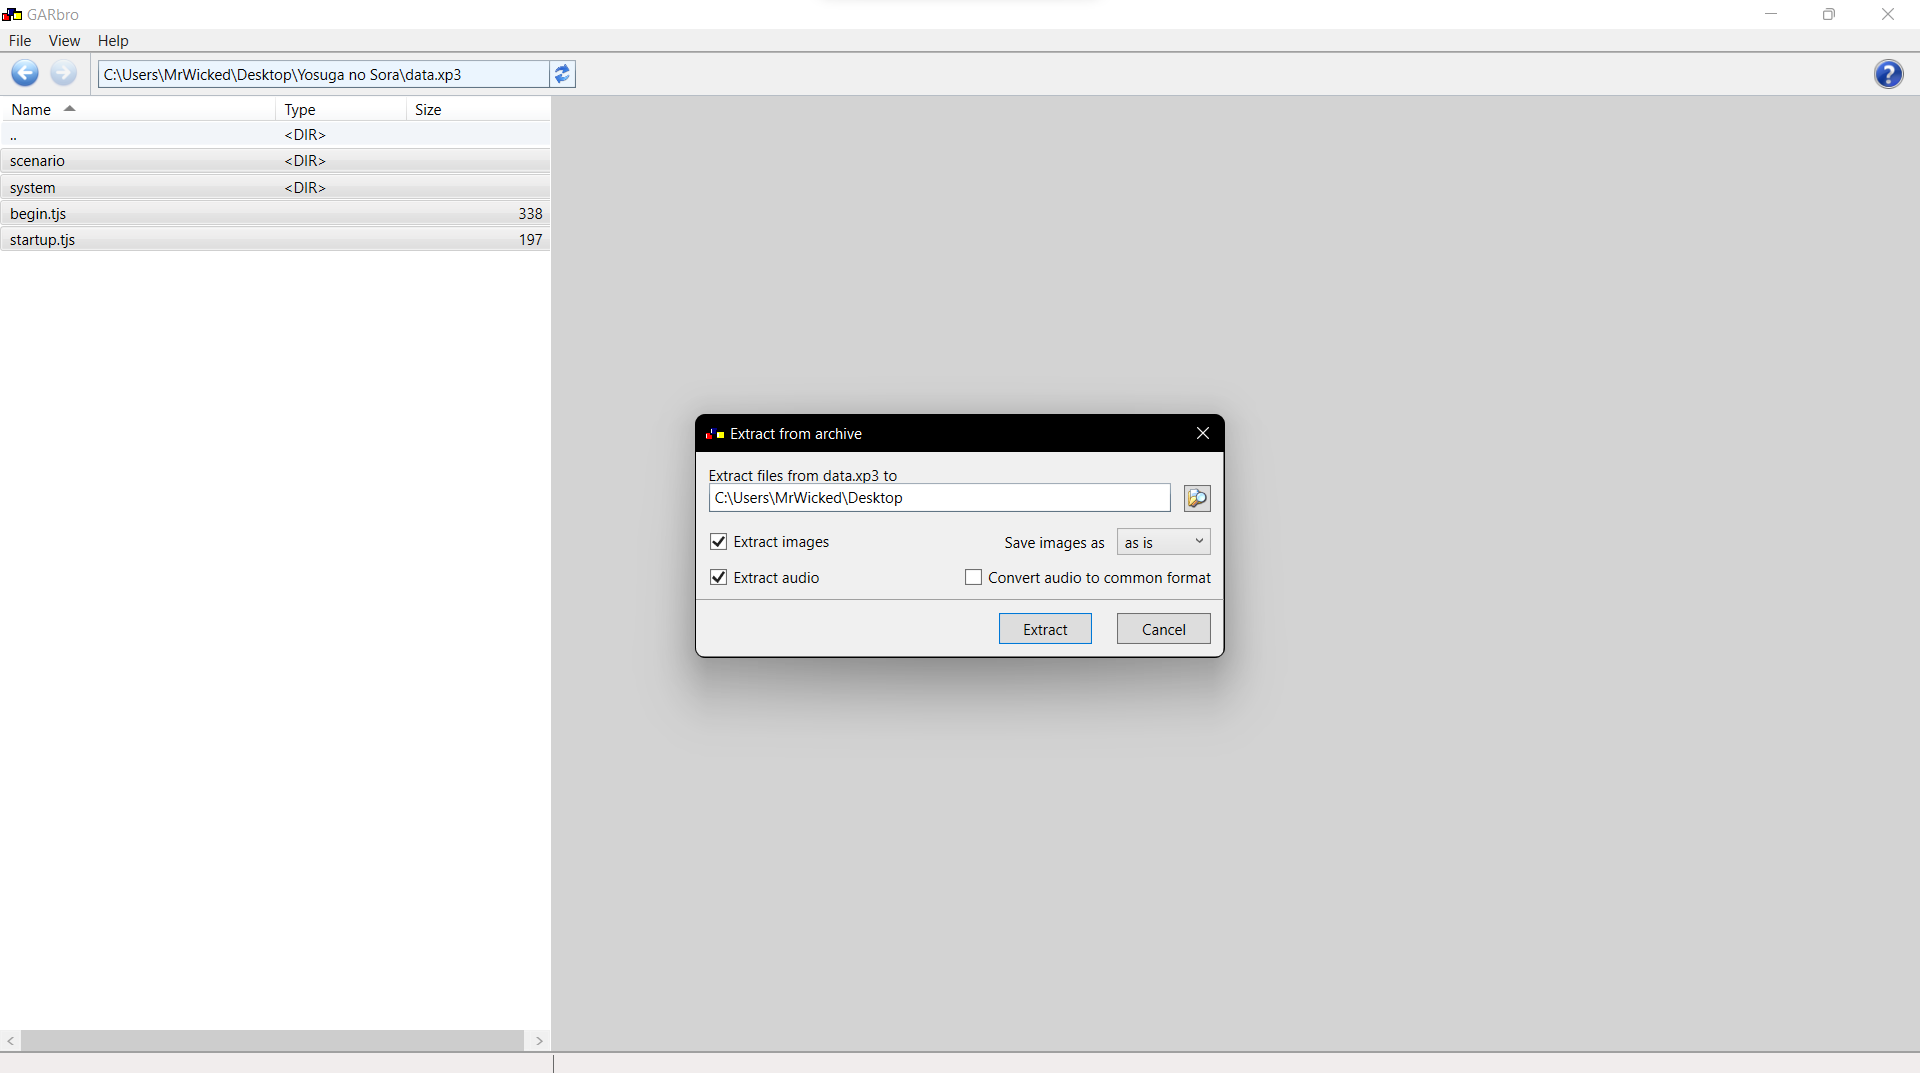 GARbro
File View Help
C:\Users\MrWicked\Desktop\Yosuga no Sora\data.xp3
?
Name Type Size
.. <DIR>
scenario <DIR>
system <DIR>
begin.tjs 338
startup.tjs 197
Extract from archive
Extract files from data.xp3 to
C:\Users\MrWicked\Desktop
Extract images Save images as as is
Extract audio Convert audio to common format
Extract Cancel